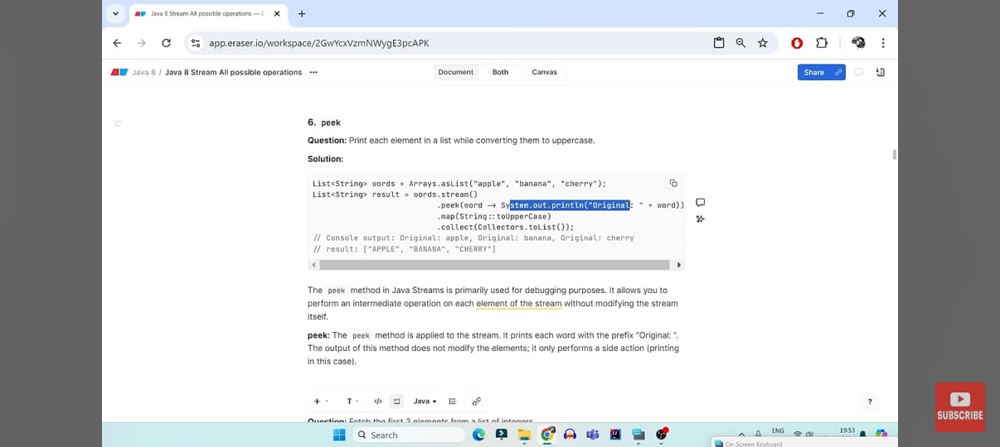 Java 8 Stream All possible operations — E
app.eraser.io/workspace/2GwYcxVzmNWygE3pcAPK
Java 8 / Java 8 Stream All possible operations •••
Document Both Canvas
Share
6. peek
Question: Print each element in a list while converting them to uppercase.
Solution:
List<String> words = Arrays.asList("apple", "banana", "cherry");
List<String> result = words.stream()
.peek(word → System.out.println("Original: " + word))
.map(String::toUpperCase)
.collect(Collectors.toList());
// Console output: Original: apple, Original: banana, Original: cherry
// result: ["APPLE", "BANANA", "CHERRY"]
The peek method in Java Streams is primarily used for debugging purposes. It allows you to
perform an intermediate operation on each element of the stream without modifying the stream
itself.
peek: The peek method is applied to the stream. It prints each word with the prefix "Original: ".
The output of this method does not modify the elements; it only performs a side action (printing
in this case).
+ T </> Java
?
Question: Fetch the first 3 elements from a list of integers.
SUBSCRIBE
Search
ENG
19:53
On-Screen Keyboard